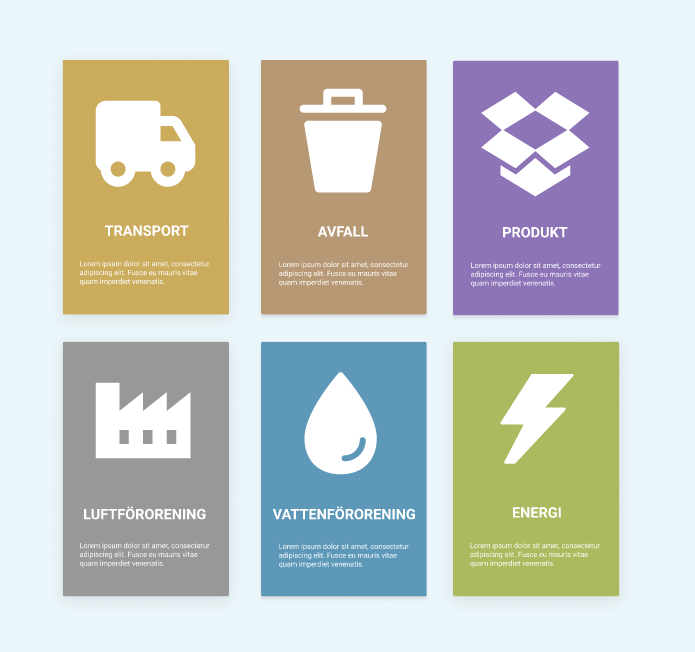 TRANSPORT
Lorem ipsum dolor sit amet, consectetur
adipiscing elit. Fusce eu mauris vitae
quam imperdiet venenatis.
AVFALL
Lorem ipsum dolor sit amet, consectetur
adipiscing elit. Fusce eu mauris vitae
quam imperdiet venenatis.
PRODUKT
Lorem ipsum dolor sit amet, consectetur
adipiscing elit. Fusce eu mauris vitae
quam imperdiet venenatis.
LUFTFÖRORENING
Lorem ipsum dolor sit amet, consectetur
adipiscing elit. Fusce eu mauris vitae
quam imperdiet venenatis.
VATTENFÖRORENING
Lorem ipsum dolor sit amet, consectetur
adipiscing elit. Fusce eu mauris vitae
quam imperdiet venenatis.
ENERGI
Lorem ipsum dolor sit amet, consectetur
adipiscing elit. Fusce eu mauris vitae
quam imperdiet venenatis.